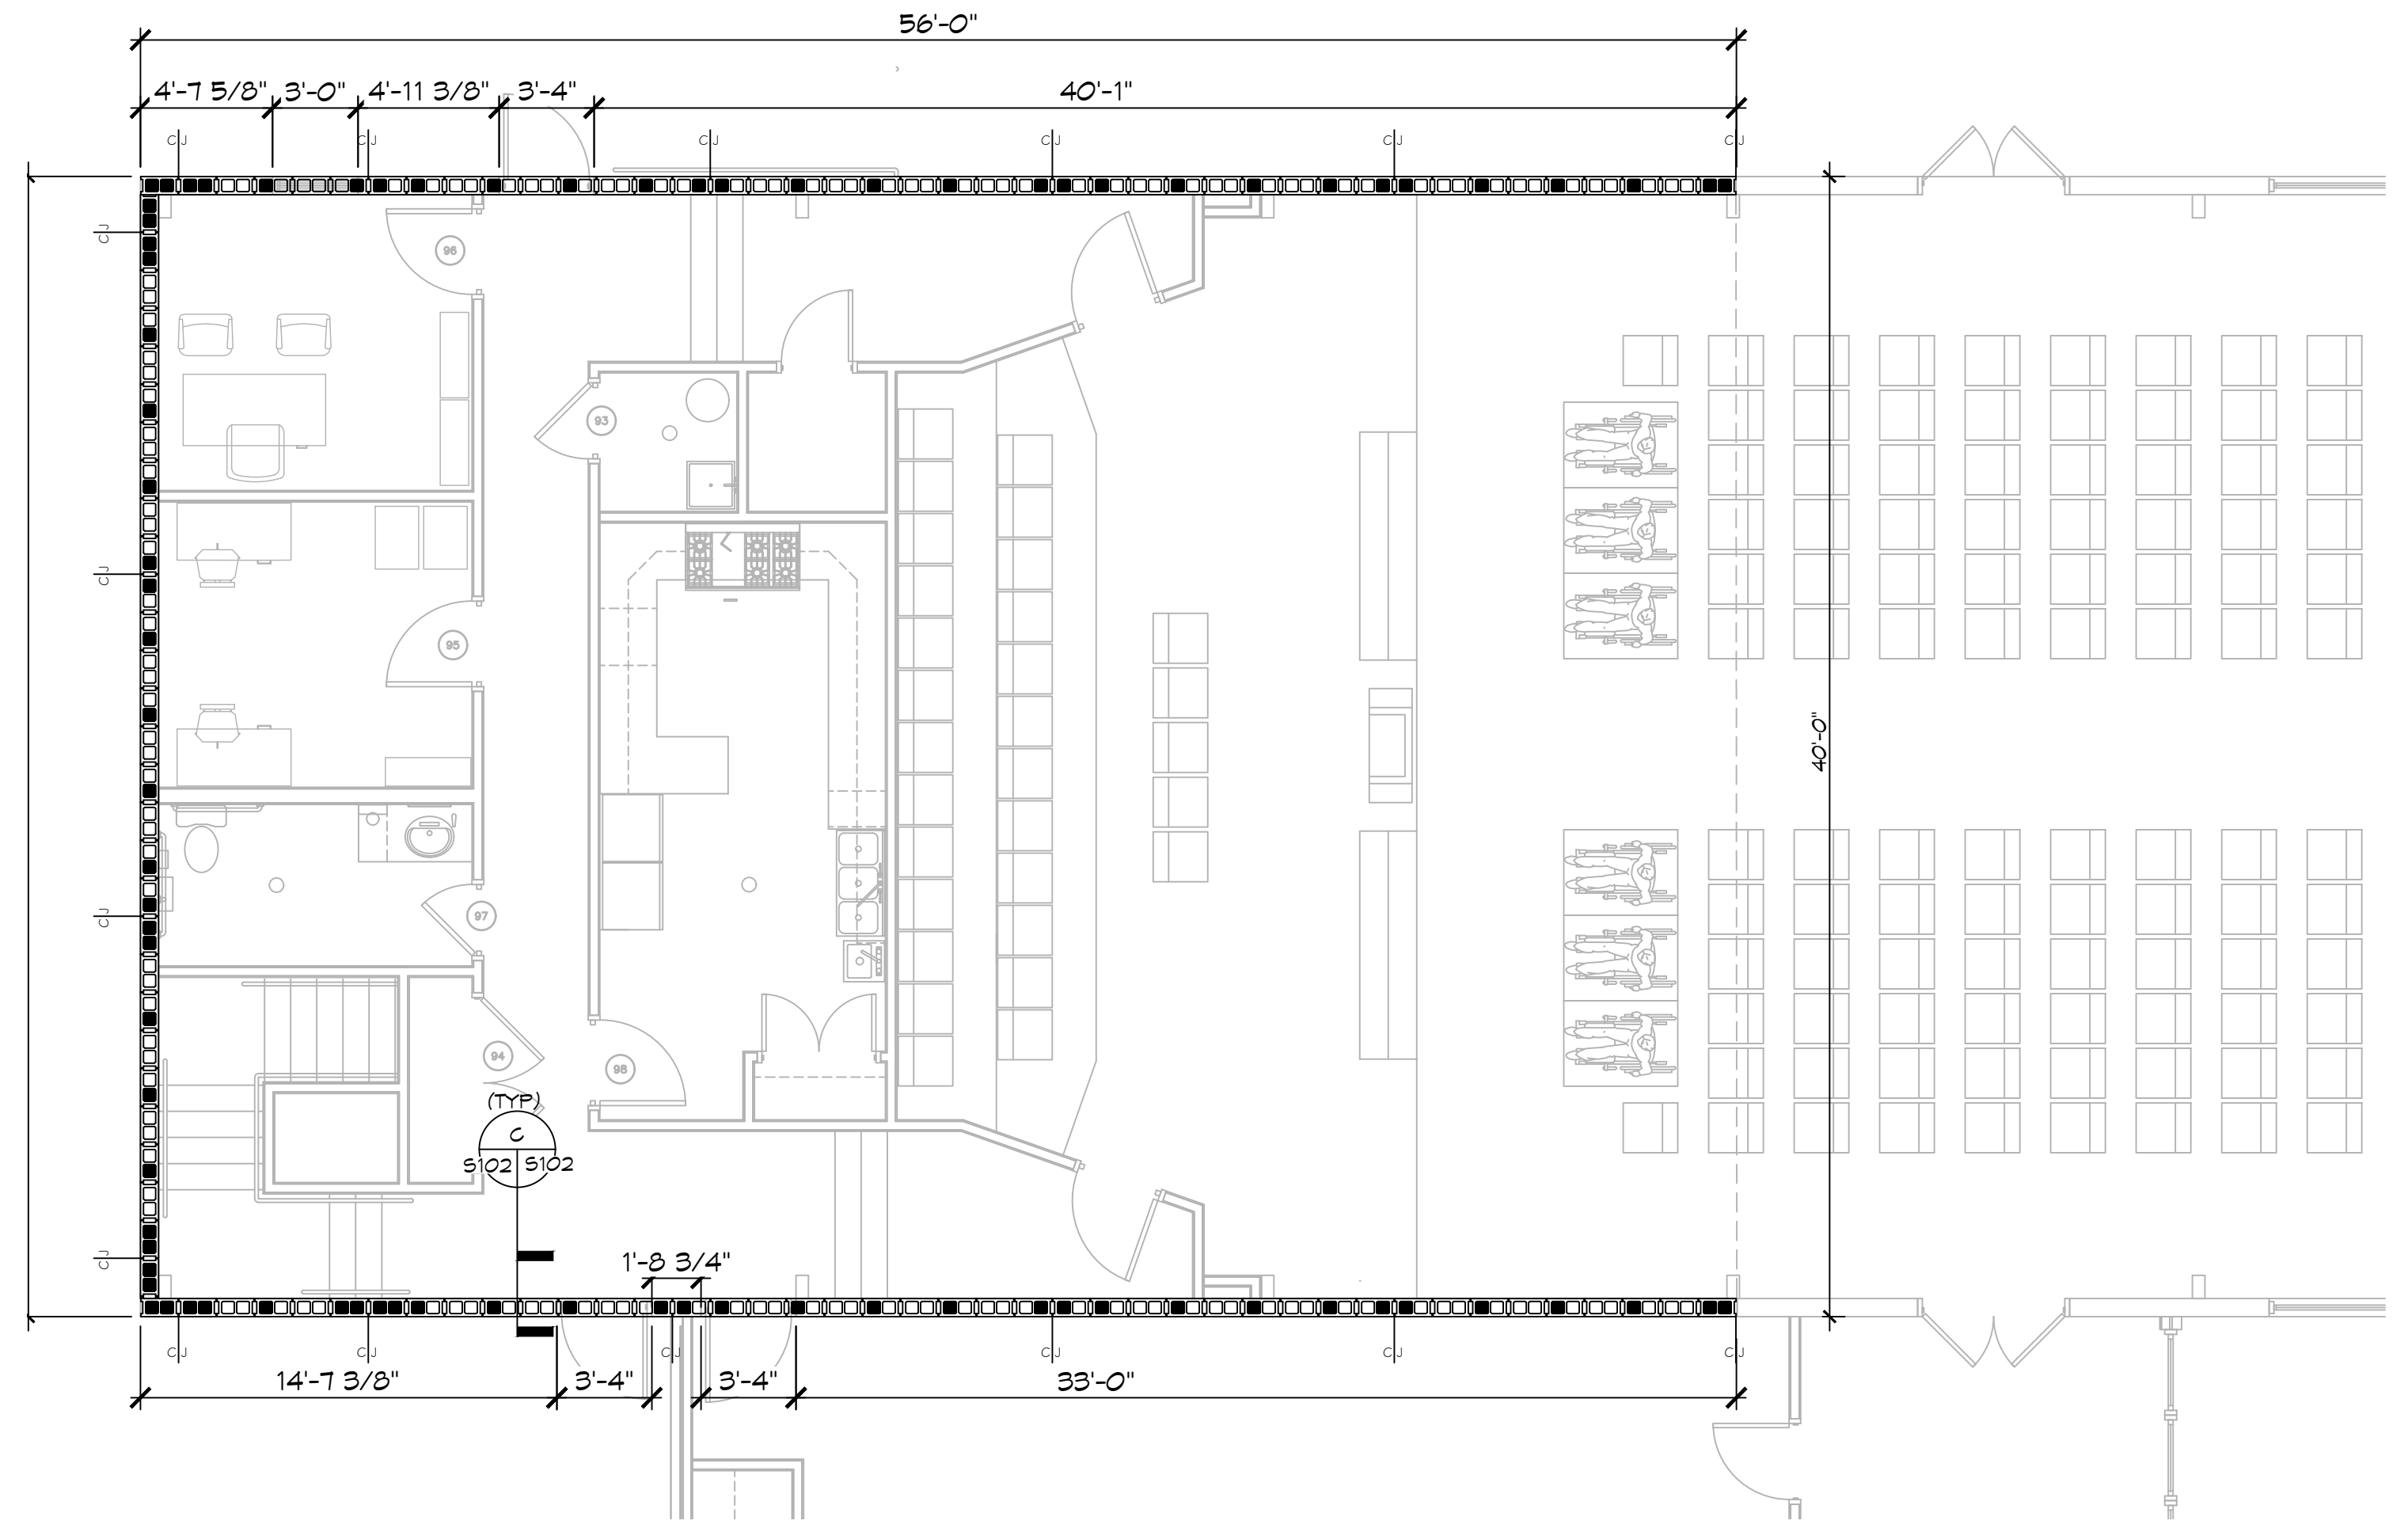 56'-0"
4'-7 5/8" 3'-0" 4'-11 3/8" 3'-4" 40'-1"
CJ CJ CJ CJ CJ CJ
CJ
96
93
CJ
95
40'-0"
97
CJ
94
98
(TYP)
C
S102 S102
CJ
1'-8 3/4"
CJ CJ CJ CJ CJ CJ
14'-7 3/8" 3'-4" 3'-4" 33'-0"